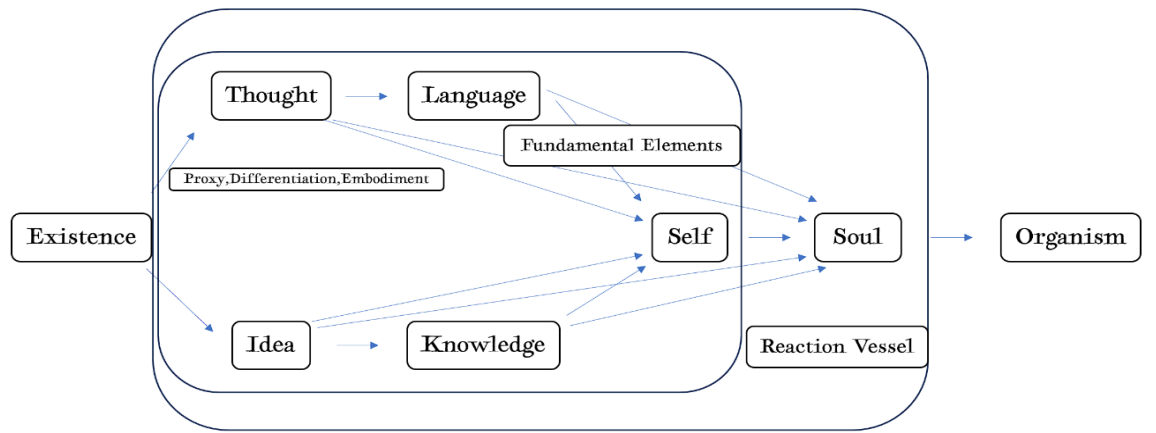 Thought
Language
Fundamental Elements
Proxy,Differentiation,Embodiment
Existence
Self
Soul
Organism
Idea
Knowledge
Reaction Vessel